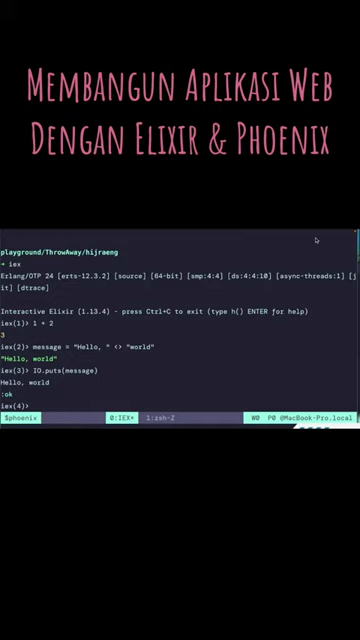 Membangun Aplikasi Web
Dengan Elixir & Phoenix
playground/ThrowAway/hijraeng
➜ iex
Erlang/OTP 24 [erts-12.3.2] [source] [64-bit] [smp:4:4] [ds:4:4:10] [async-threads:1] [j
it] [dtrace]
Interactive Elixir (1.13.4) - press Ctrl+C to exit (type h() ENTER for help)
iex(1)> 1 + 2
3
iex(2)> message = "Hello, " <> "world"
"Hello, world"
iex(3)> IO.puts(message)
Hello, world
:ok
iex(4)>
$phoenix 0:IEX* 1:zsh-Z W0 P0 @MacBook-Pro.local